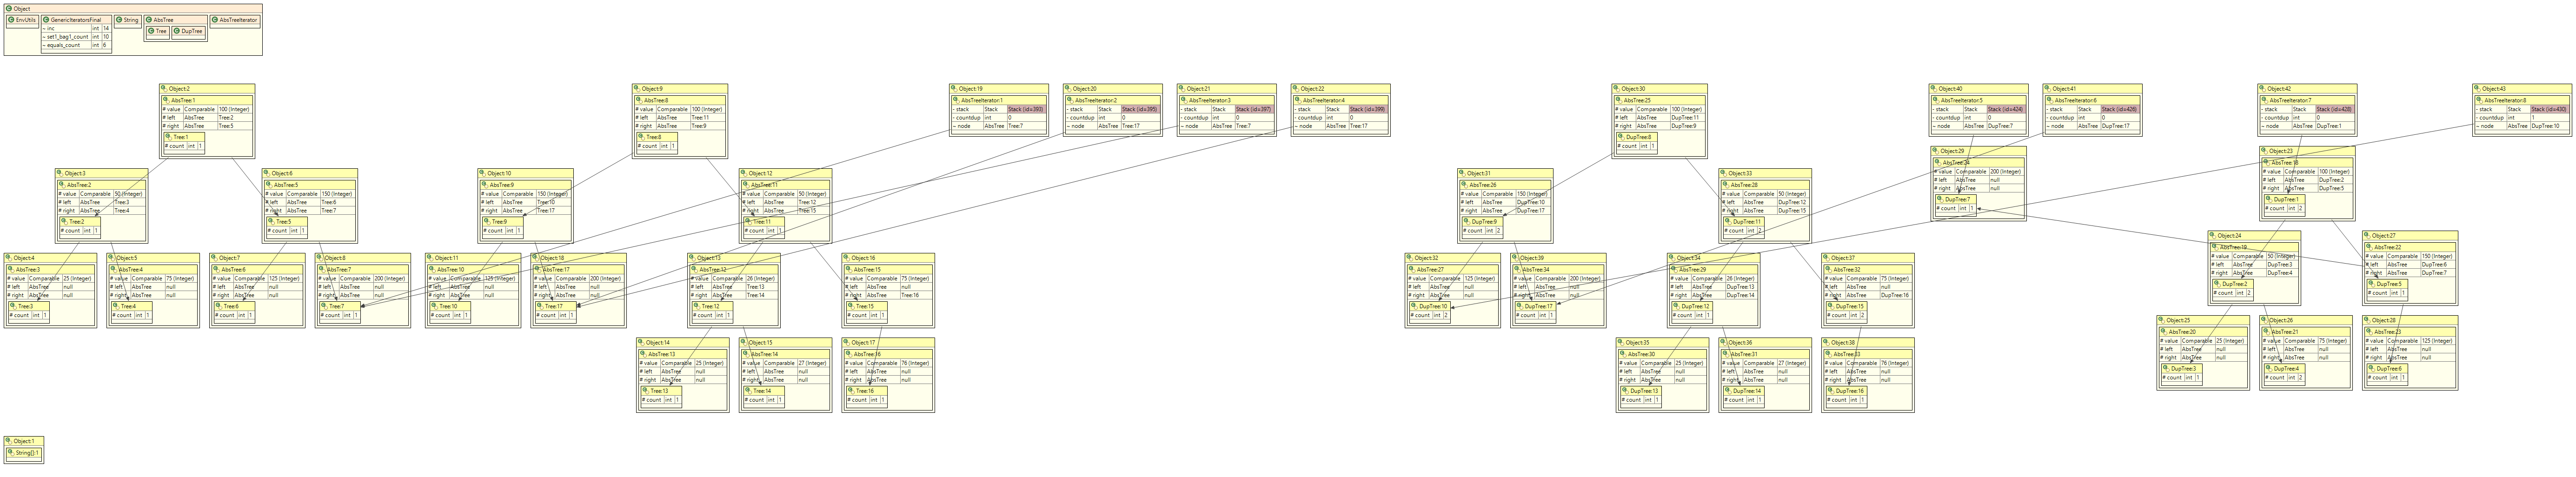 Object
EnvUtils
GenericIteratorsFinal
~ inc int 14
~ set1_bag1_count int 10
~ equals_count int 6
String
AbsTree
Tree
DupTree
AbsTreeIterator
Object:2
AbsTree:1
# value Comparable 100 (Integer)
# left AbsTree Tree:2
# right AbsTree Tree:5
Tree:1
# count int 1
Object:9
AbsTree:8
# value Comparable 100 (Integer)
# left AbsTree Tree:11
# right AbsTree Tree:9
Tree:8
# count int 1
Object:19
AbsTreeIterator:1
- stack Stack Stack (id=393)
- countdup int 0
~ node AbsTree Tree:7
Object:20
AbsTreeIterator:2
- stack Stack Stack (id=395)
- countdup int 0
~ node AbsTree Tree:17
Object:21
AbsTreeIterator:3
- stack Stack Stack (id=397)
- countdup int 0
~ node AbsTree Tree:7
Object:22
AbsTreeIterator:4
- stack Stack Stack (id=399)
- countdup int 0
~ node AbsTree Tree:17
Object:30
AbsTree:25
# value Comparable 100 (Integer)
# left AbsTree DupTree:11
# right AbsTree DupTree:9
DupTree:8
# count int 1
Object:40
AbsTreeIterator:5
- stack Stack Stack (id=424)
- countdup int 0
~ node AbsTree DupTree:7
Object:41
AbsTreeIterator:6
- stack Stack Stack (id=426)
- countdup int 0
~ node AbsTree DupTree:17
Object:42
AbsTreeIterator:7
- stack Stack Stack (id=428)
- countdup int 0
~ node AbsTree DupTree:1
Object:43
AbsTreeIterator:8
- stack Stack Stack (id=430)
- countdup int 1
~ node AbsTree DupTree:10
Object:29
AbsTree:24
# value Comparable 200 (Integer)
# left AbsTree null
# right AbsTree null
DupTree:7
# count int 1
Object:23
AbsTree:18
# value Comparable 100 (Integer)
# left AbsTree DupTree:2
# right AbsTree DupTree:5
DupTree:1
# count int 2
Object:3
AbsTree:2
# value Comparable 50 (Integer)
# left AbsTree Tree:3
# right AbsTree Tree:4
Tree:2
# count int 1
Object:6
AbsTree:5
# value Comparable 150 (Integer)
# left AbsTree Tree:6
# right AbsTree Tree:7
Tree:5
# count int 1
Object:10
AbsTree:9
# value Comparable 150 (Integer)
# left AbsTree Tree:10
# right AbsTree Tree:17
Tree:9
# count int 1
Object:12
AbsTree:11
# value Comparable 50 (Integer)
# left AbsTree Tree:12
# right AbsTree Tree:15
Tree:11
# count int 1
Object:31
AbsTree:26
# value Comparable 150 (Integer)
# left AbsTree DupTree:10
# right AbsTree DupTree:17
DupTree:9
# count int 2
Object:33
AbsTree:28
# value Comparable 50 (Integer)
# left AbsTree DupTree:12
# right AbsTree DupTree:15
DupTree:11
# count int 2
Object:24
AbsTree:19
# value Comparable 50 (Integer)
# left AbsTree DupTree:3
# right AbsTree DupTree:4
DupTree:2
# count int 2
Object:27
AbsTree:22
# value Comparable 150 (Integer)
# left AbsTree DupTree:6
# right AbsTree DupTree:7
DupTree:5
# count int 1
Object:4
AbsTree:3
# value Comparable 25 (Integer)
# left AbsTree null
# right AbsTree null
Tree:3
# count int 1
Object:5
AbsTree:4
# value Comparable 75 (Integer)
# left AbsTree null
# right AbsTree null
Tree:4
# count int 1
Object:7
AbsTree:6
# value Comparable 125 (Integer)
# left AbsTree null
# right AbsTree null
Tree:6
# count int 1
Object:8
AbsTree:7
# value Comparable 200 (Integer)
# left AbsTree null
# right AbsTree null
Tree:7
# count int 1
Object:11
AbsTree:10
# value Comparable 125 (Integer)
# left AbsTree null
# right AbsTree null
Tree:10
# count int 1
Object:18
AbsTree:17
# value Comparable 200 (Integer)
# left AbsTree null
# right AbsTree null
Tree:17
# count int 1
Object:13
AbsTree:12
# value Comparable 26 (Integer)
# left AbsTree Tree:13
# right AbsTree Tree:14
Tree:12
# count int 1
Object:16
AbsTree:15
# value Comparable 75 (Integer)
# left AbsTree null
# right AbsTree Tree:16
Tree:15
# count int 1
Object:32
AbsTree:27
# value Comparable 125 (Integer)
# left AbsTree null
# right AbsTree null
DupTree:10
# count int 2
Object:39
AbsTree:34
# value Comparable 200 (Integer)
# left AbsTree null
# right AbsTree null
DupTree:17
# count int 1
Object:34
AbsTree:29
# value Comparable 26 (Integer)
# left AbsTree DupTree:13
# right AbsTree DupTree:14
DupTree:12
# count int 1
Object:37
AbsTree:32
# value Comparable 75 (Integer)
# left AbsTree null
# right AbsTree DupTree:16
DupTree:15
# count int 2
Object:25
AbsTree:20
# value Comparable 25 (Integer)
# left AbsTree null
# right AbsTree null
DupTree:3
# count int 1
Object:26
AbsTree:21
# value Comparable 75 (Integer)
# left AbsTree null
# right AbsTree null
DupTree:4
# count int 2
Object:28
AbsTree:23
# value Comparable 125 (Integer)
# left AbsTree null
# right AbsTree null
DupTree:6
# count int 1
Object:14
AbsTree:13
# value Comparable 25 (Integer)
# left AbsTree null
# right AbsTree null
Tree:13
# count int 1
Object:15
AbsTree:14
# value Comparable 27 (Integer)
# left AbsTree null
# right AbsTree null
Tree:14
# count int 1
Object:17
AbsTree:16
# value Comparable 76 (Integer)
# left AbsTree null
# right AbsTree null
Tree:16
# count int 1
Object:35
AbsTree:30
# value Comparable 25 (Integer)
# left AbsTree null
# right AbsTree null
DupTree:13
# count int 1
Object:36
AbsTree:31
# value Comparable 27 (Integer)
# left AbsTree null
# right AbsTree null
DupTree:14
# count int 1
Object:38
AbsTree:33
# value Comparable 76 (Integer)
# left AbsTree null
# right AbsTree null
DupTree:16
# count int 1
Object:1
String[]:1